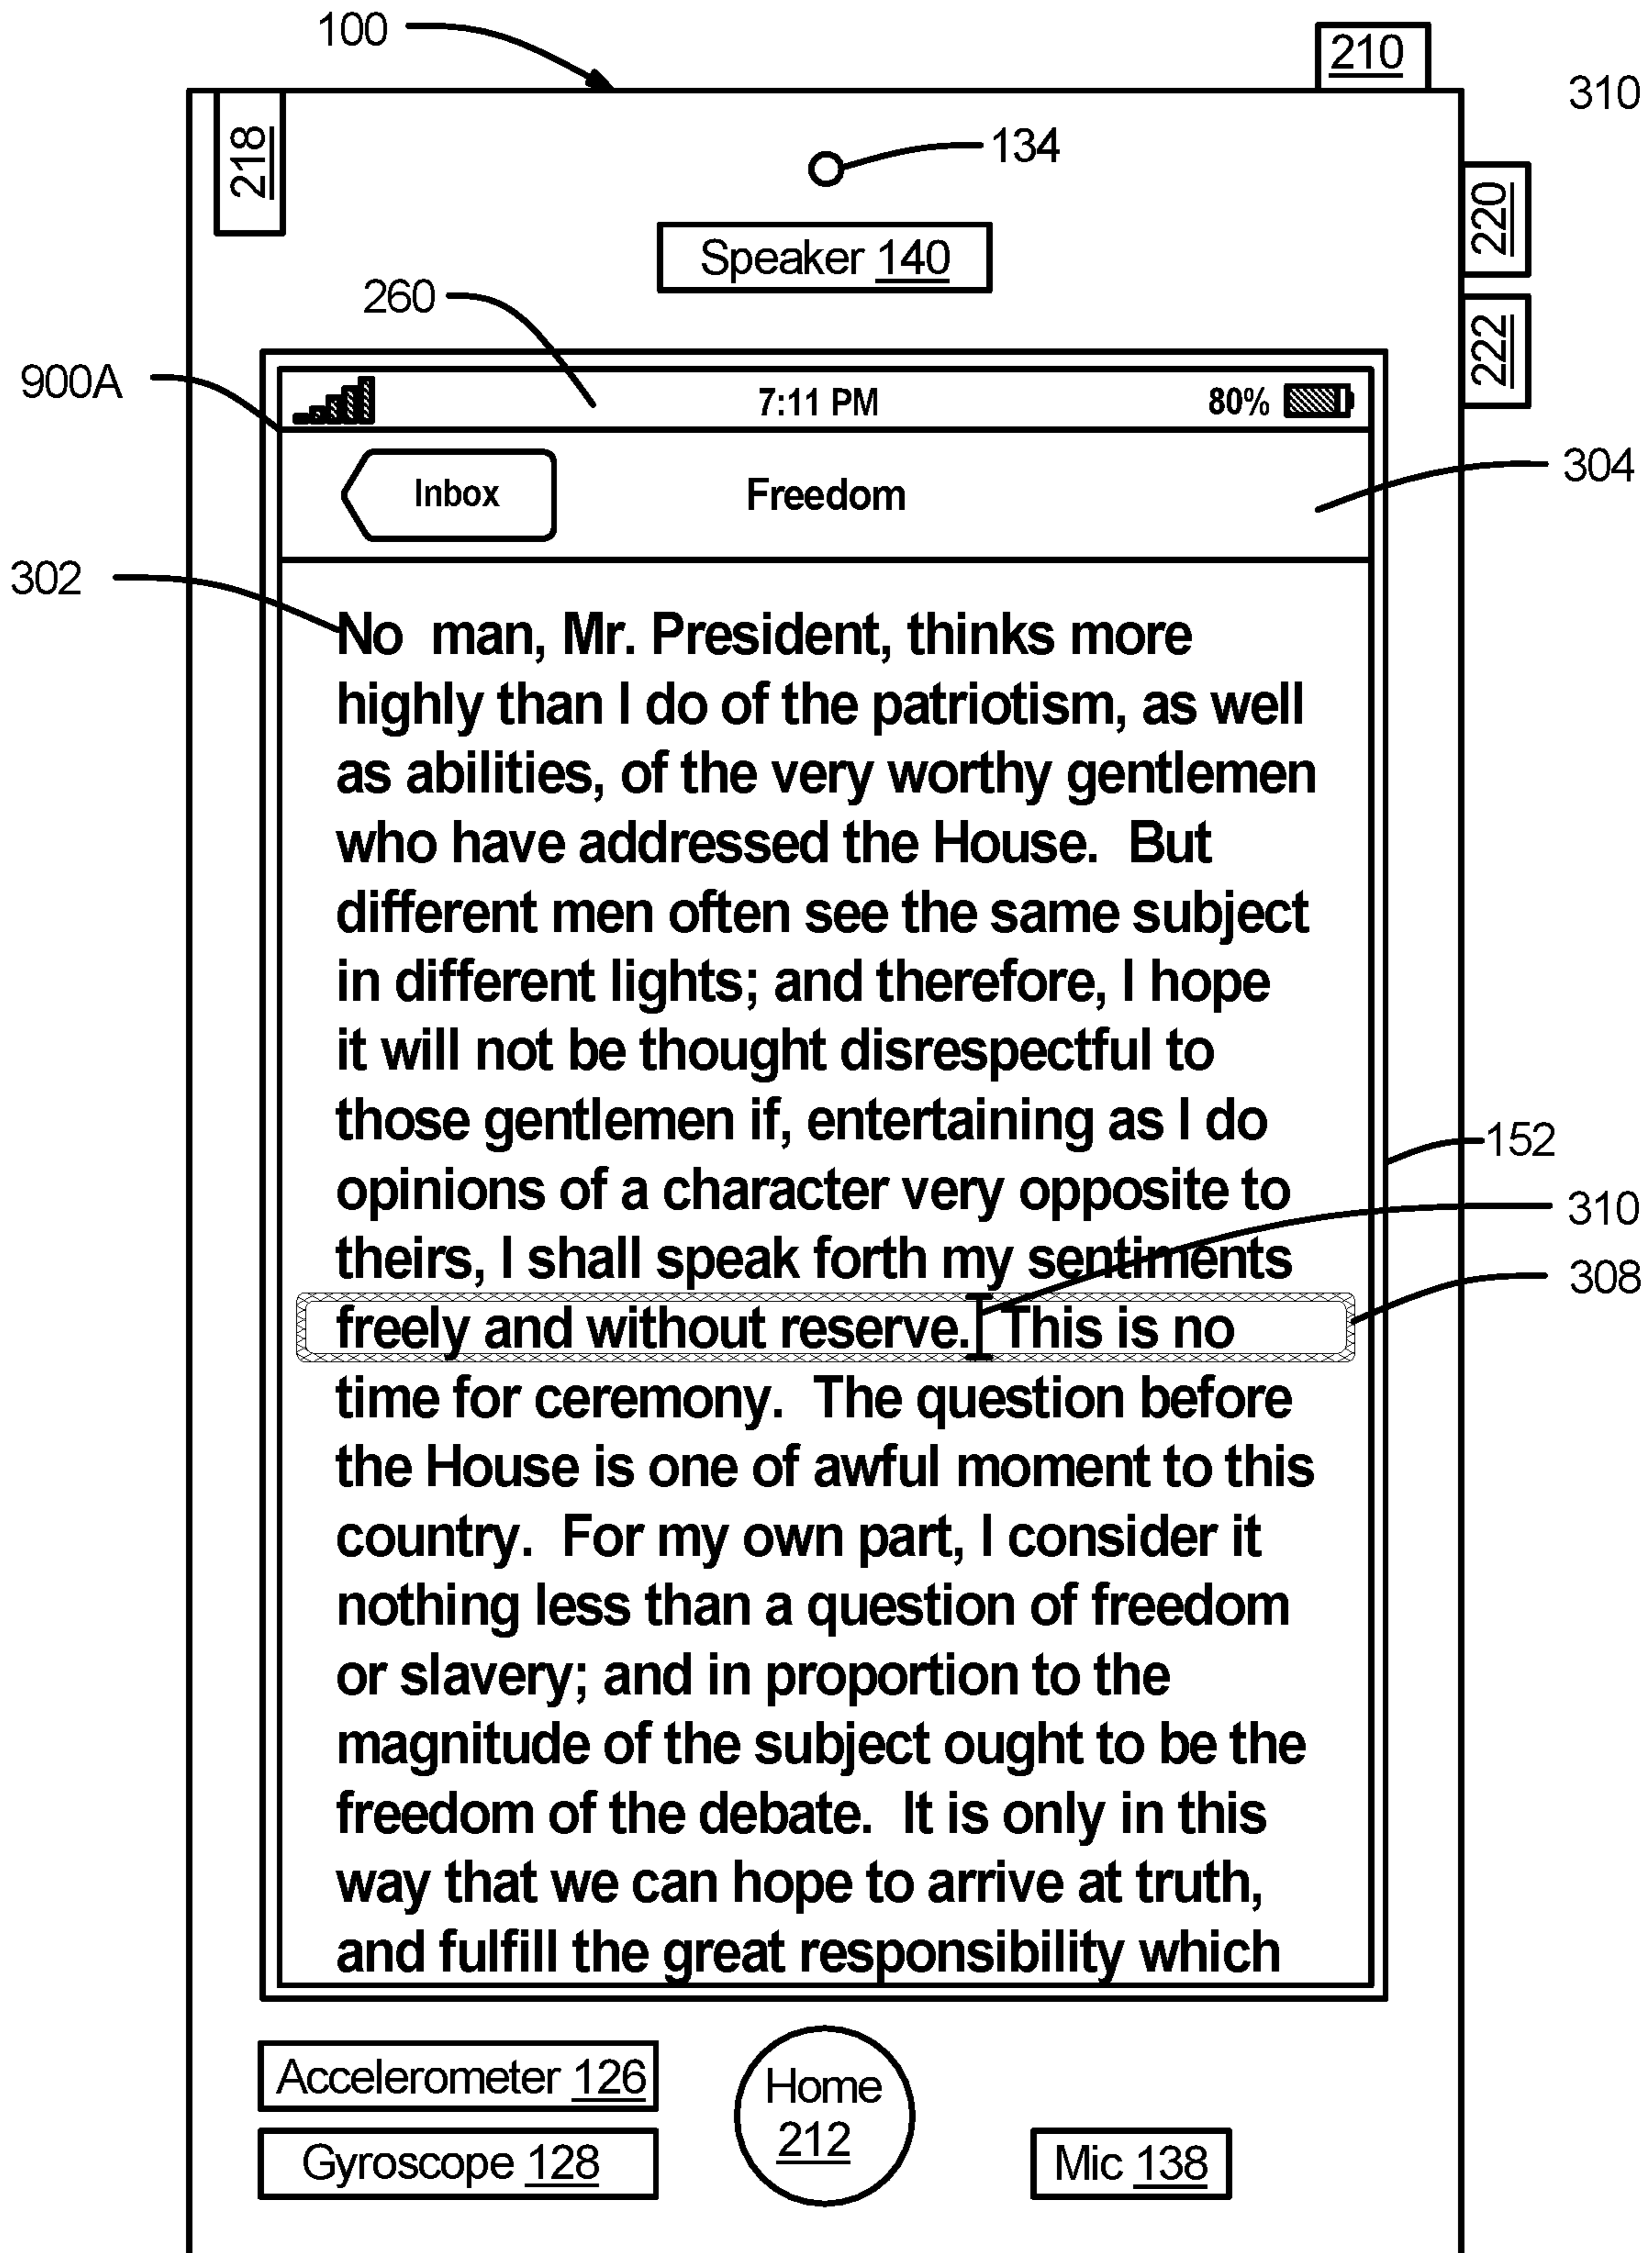 100
210
310
218
134
220
Speaker 140
260
222
900A
7:11 PM
80%
304
Inbox
Freedom
302
No man, Mr. President, thinks more
highly than I do of the patriotism, as well
as abilities, of the very worthy gentlemen
who have addressed the House. But
different men often see the same subject
in different lights; and therefore, I hope
it will not be thought disrespectful to
those gentlemen if, entertaining as I do
152
opinions of a character very opposite to
310
theirs, I shall speak forth my sentiments
308
freely and without reserve. This is no
time for ceremony. The question before
the House is one of awful moment to this
country. For my own part, I consider it
nothing less than a question of freedom
or slavery; and in proportion to the
magnitude of the subject ought to be the
freedom of the debate. It is only in this
way that we can hope to arrive at truth,
and fulfill the great responsibility which
Accelerometer 126
Home
212
Gyroscope 128
Mic 138